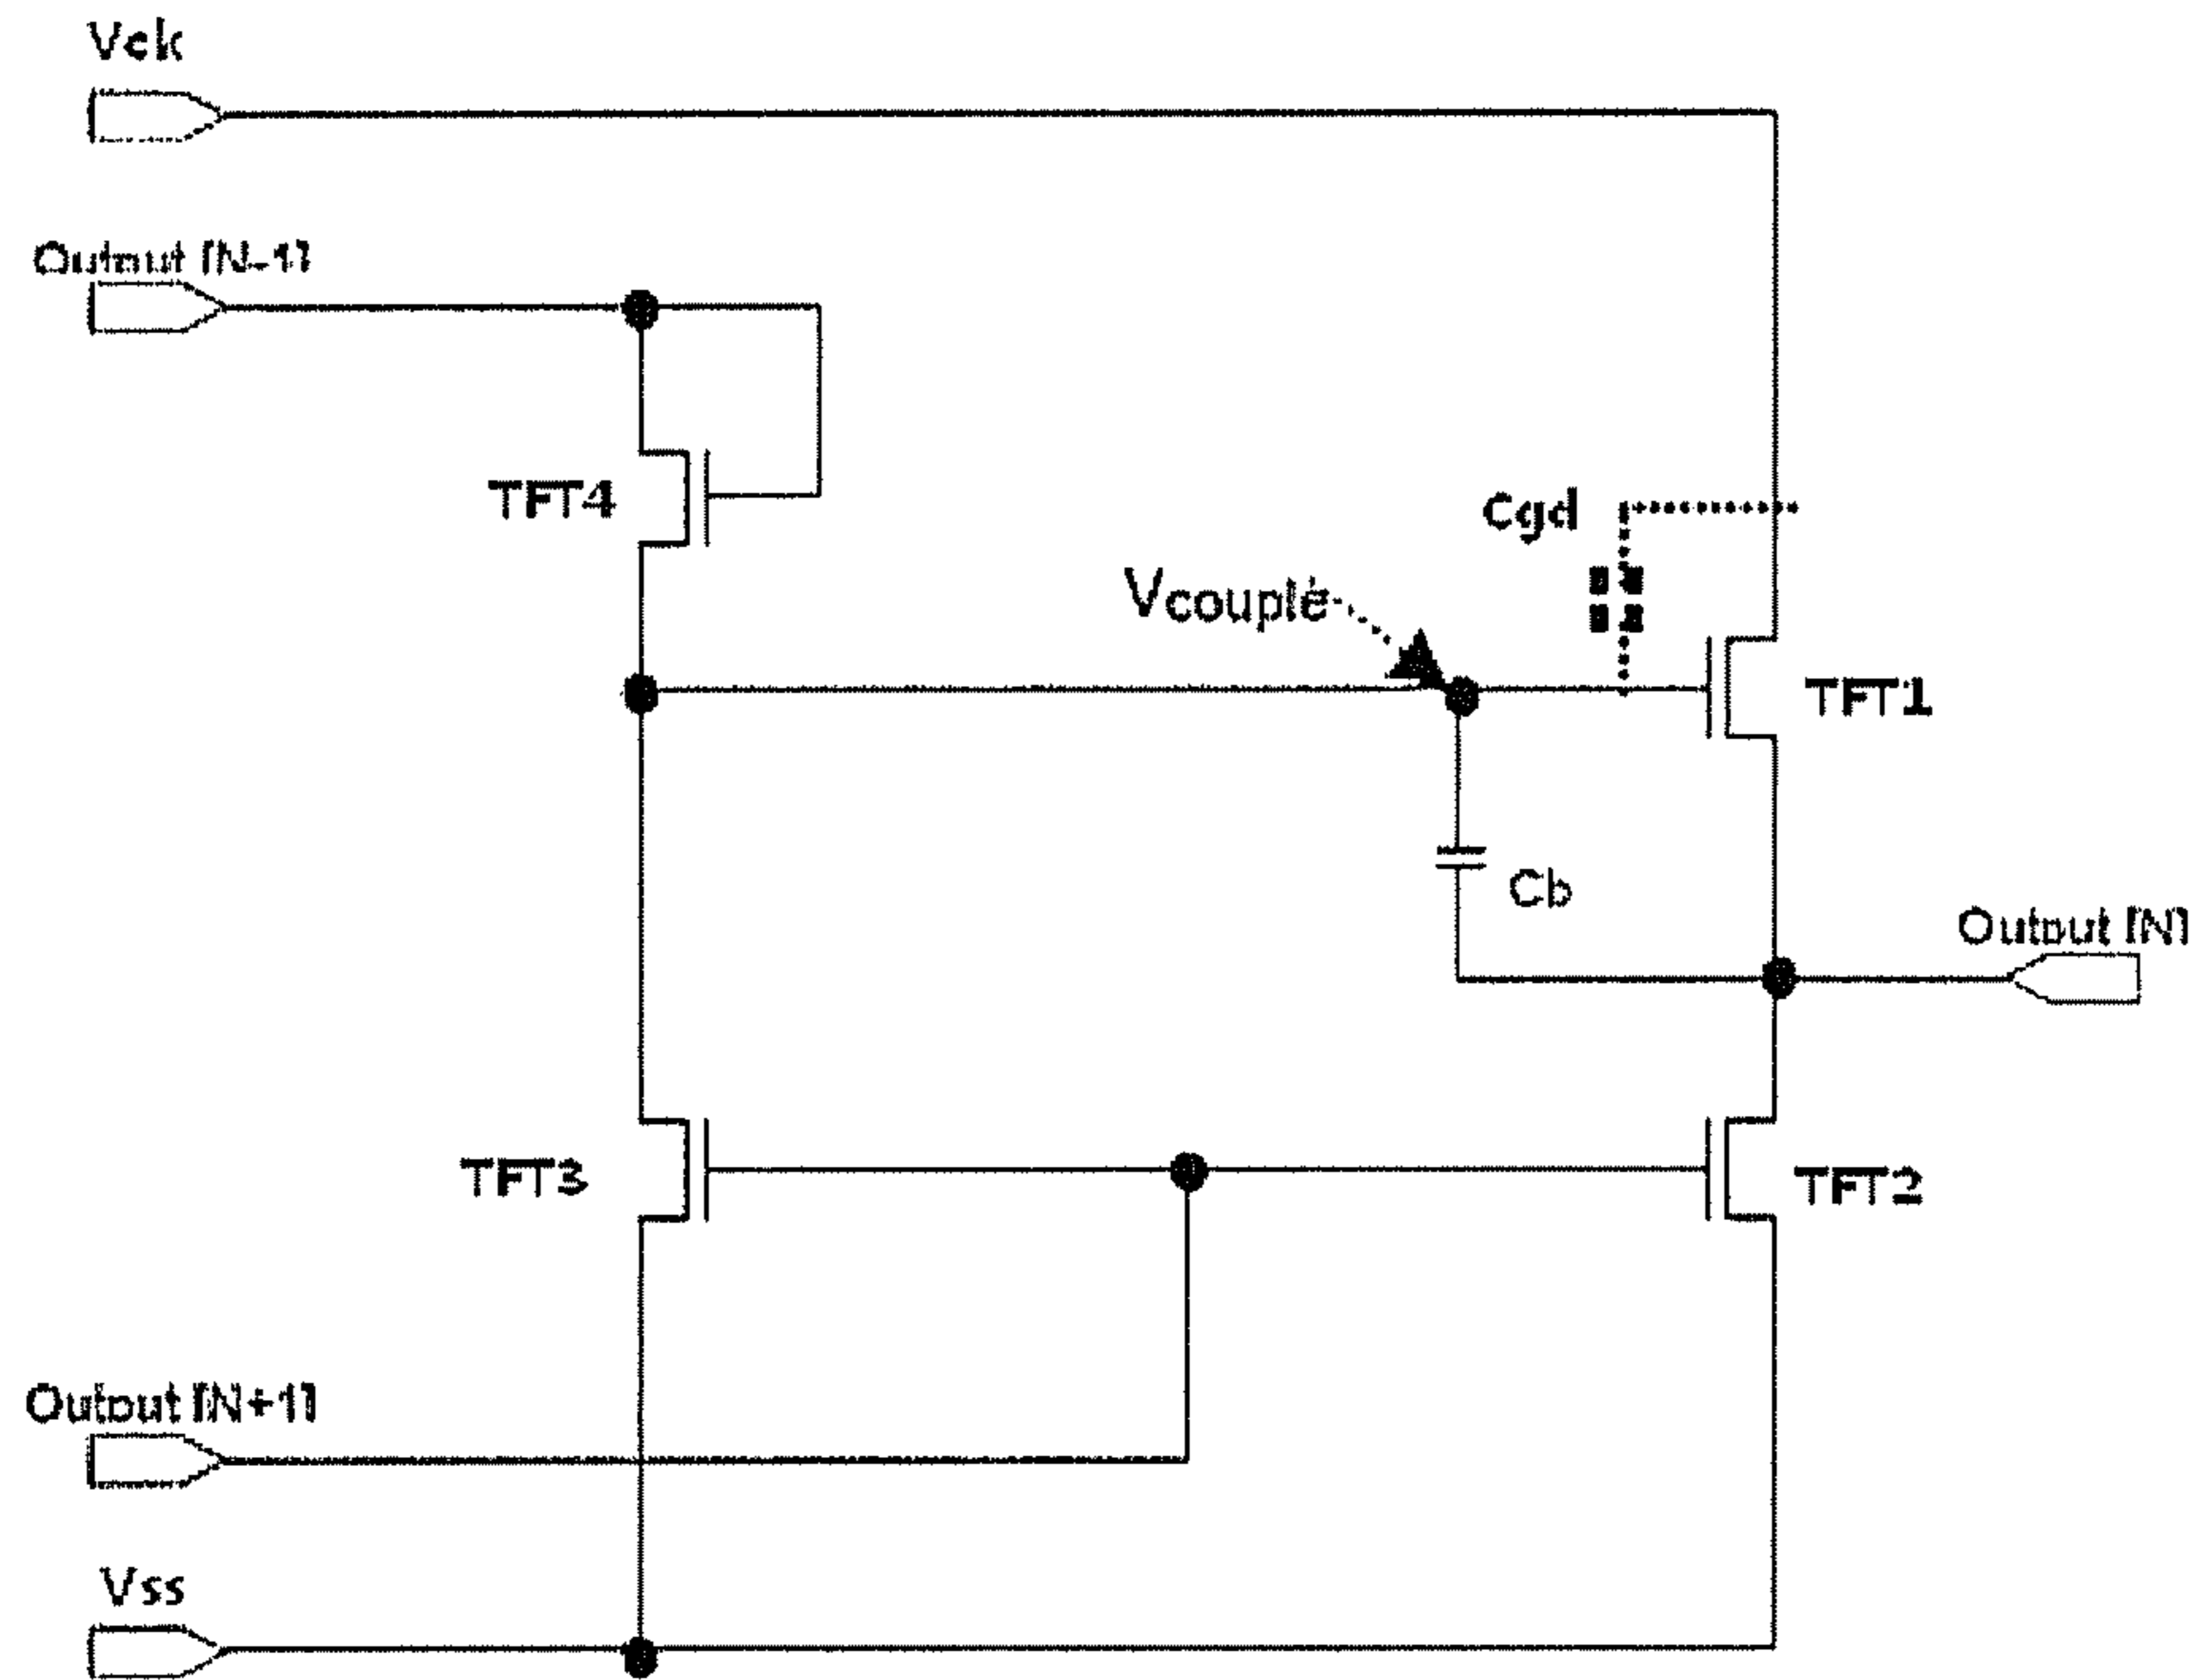 Vck
Output [N-1]
TFT4
Cgd
Vcouple
TFT1
Cb
Output [N]
TFT3
TFT2
Output [N+1]
Vss